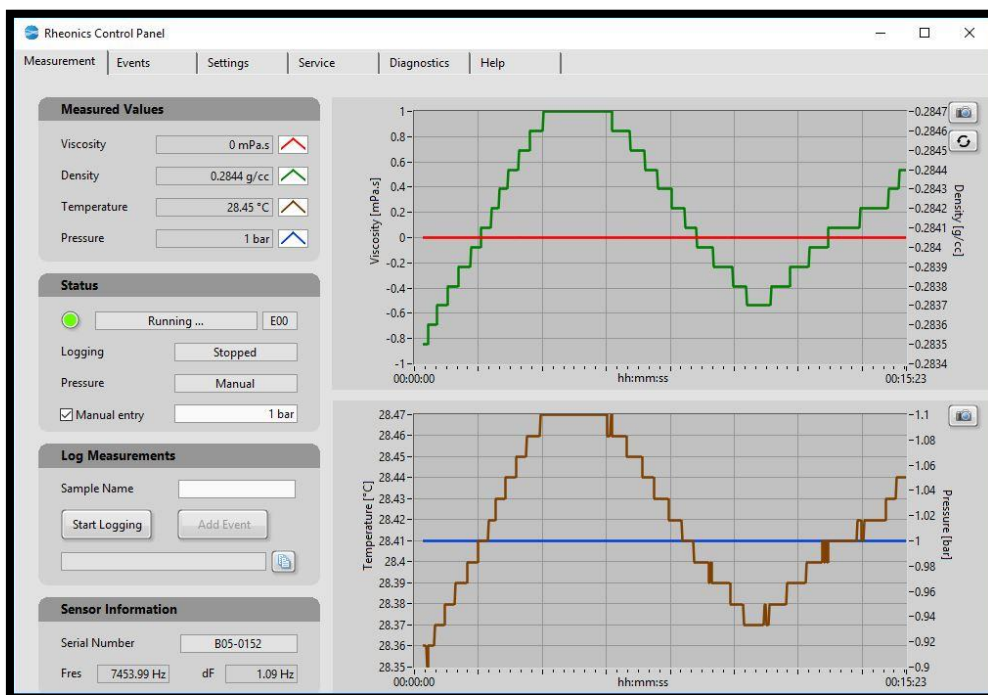 Rheonics Control Panel
Measurement Events Settings Service Diagnostics Help
Measured Values
Viscosity 0 mPa.s
Density 0.2844 g/cc
Temperature 28.45 °C
Pressure 1 bar
Status
Running ... E00
Logging Stopped
Pressure Manual
Manual entry 1 bar
Log Measurements
Sample Name
Start Logging Add Event
Sensor Information
Serial Number B05-0152
Fres 7453.99 Hz dF 1.09 Hz
Viscosity [mPa.s]
1
0.8
0.6
0.4
0.2
0
-0.2
-0.4
-0.6
-0.8
-1
0.2847
0.2846
0.2845
0.2844
0.2843
0.2842
0.2841
0.284
0.2839
0.2838
0.2837
0.2836
0.2835
0.2834
Density [g/cc]
00:00:00 hh:mm:ss 00:15:23
Temperature [°C]
28.47
28.46
28.45
28.44
28.43
28.42
28.41
28.4
28.39
28.38
28.37
28.36
28.35
1.1
1.08
1.06
1.04
1.02
1
0.98
0.96
0.94
0.92
0.9
Pressure [bar]
00:00:00 hh:mm:ss 00:15:23